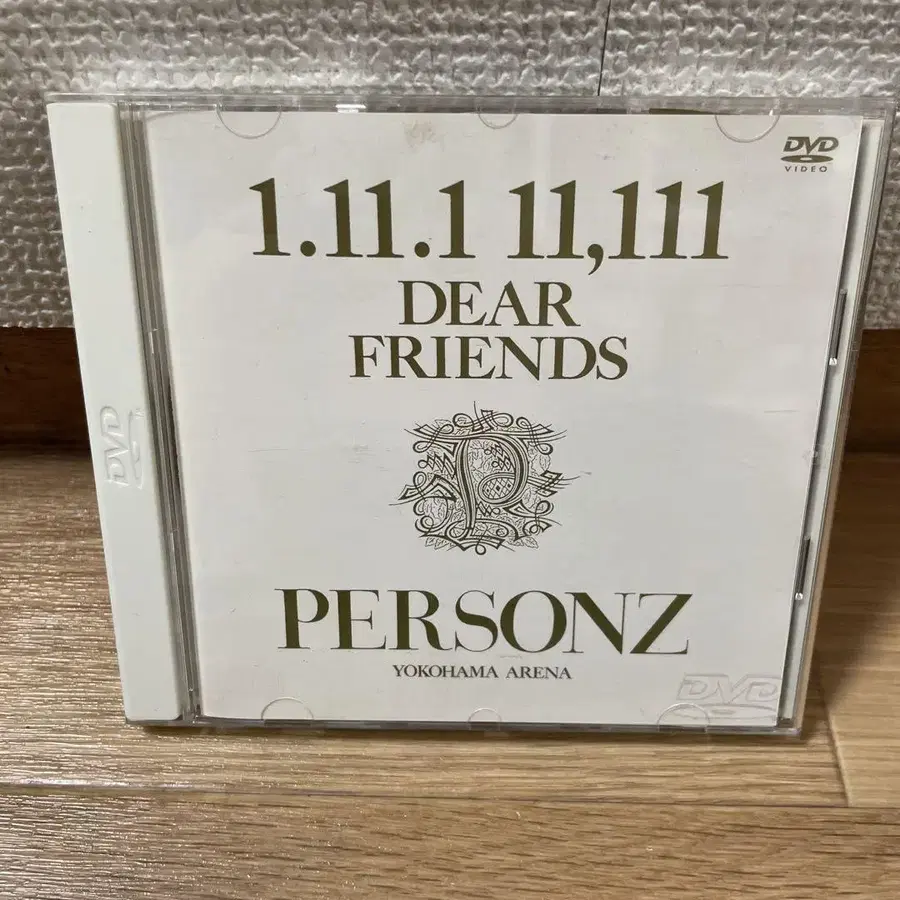 DVD
VIDEO
1.11.1 11,111
DEAR
FRIENDS
P
PERSONZ
YOKOHAMA ARENA
DVD
DVD